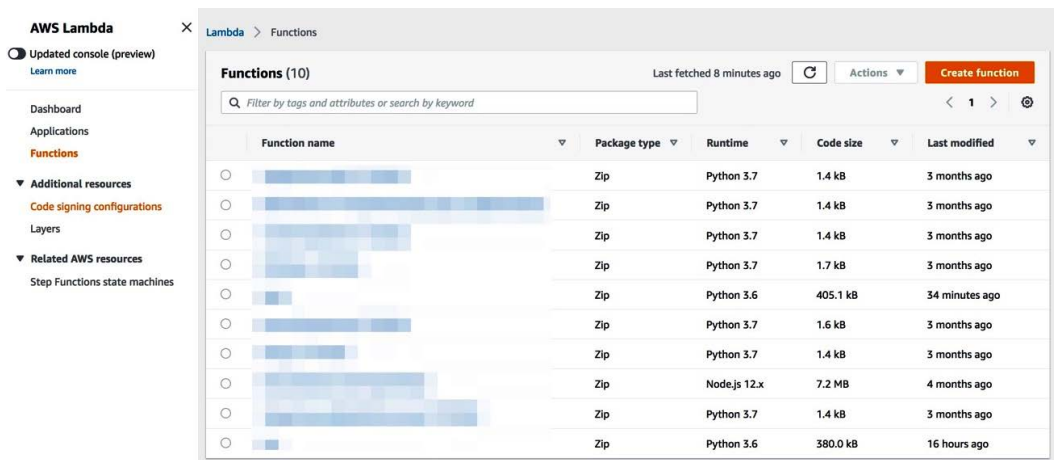 AWS Lambda
Updated console (preview)
Learn more
Dashboard
Applications
Functions
Additional resources
Code signing configurations
Layers
Related AWS resources
Step Functions state machines
Lambda > Functions
Functions (10)
Last fetched 8 minutes ago
Actions
Create function
Filter by tags and attributes or search by keyword
< 1 >
Function name Package type Runtime Code size Last modified
Zip Python 3.7 1.4 kB 3 months ago
Zip Python 3.7 1.4 kB 3 months ago
Zip Python 3.7 1.4 kB 3 months ago
Zip Python 3.7 1.7 kB 3 months ago
Zip Python 3.6 405.1 kB 34 minutes ago
Zip Python 3.7 1.6 kB 3 months ago
Zip Python 3.7 1.4 kB 3 months ago
Zip Node.js 12.x 7.2 MB 4 months ago
Zip Python 3.7 1.4 kB 3 months ago
Zip Python 3.6 380.0 kB 16 hours ago